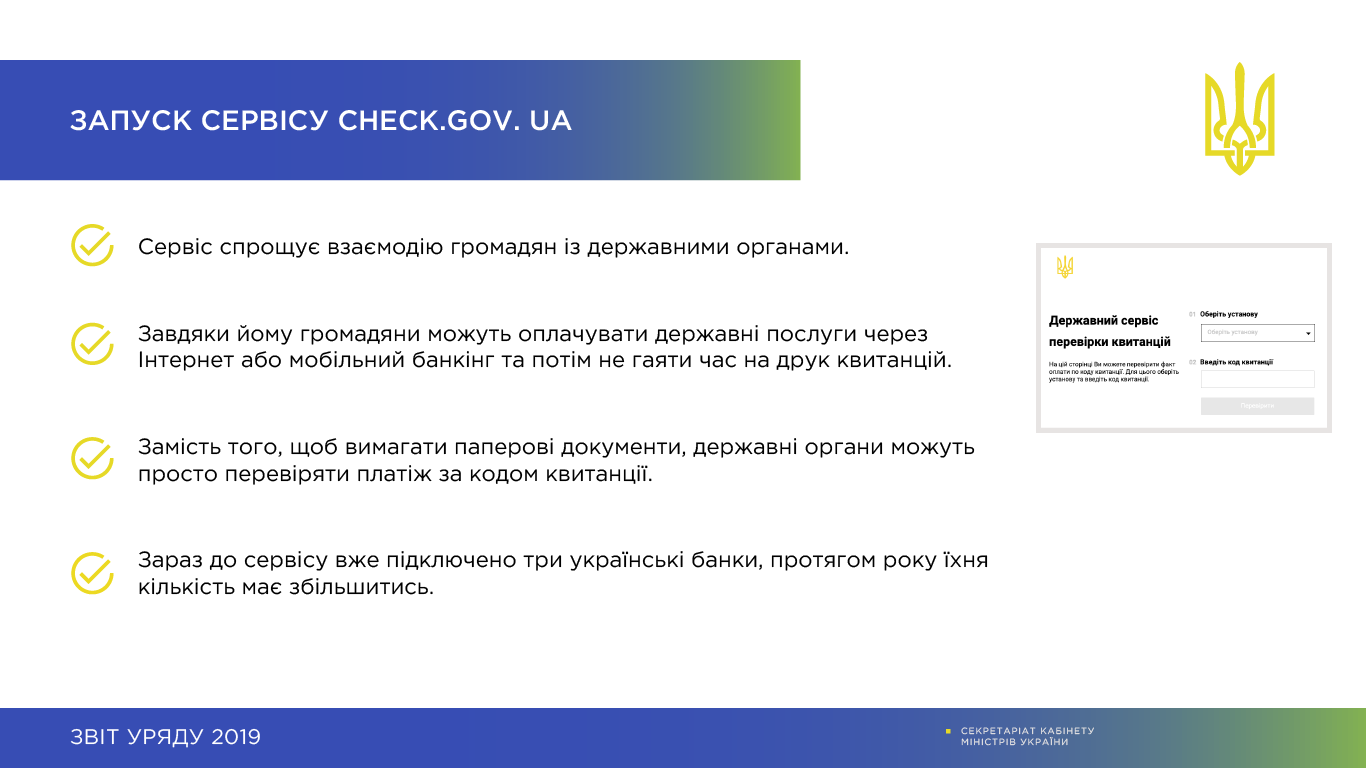 ЗАПУСК СЕРВІСУ CHECK.GOV. UA
Сервіс спрощує взаємодію громадян із державними органами.
Завдяки йому громадяни можуть оплачувати державні послуги через
Інтернет або мобільний банкінг та потім не гаяти час на друк квитанцій.
Замість того, щоб вимагати паперові документи, державні органи можуть
просто перевіряти платіж за кодом квитанції.
Зараз до сервісу вже підключено три українські банки, протягом року їхня
кількість має збільшитись.
Державний сервіс
перевірки квитанцій
На цій сторінці Ви можете перевірити факт
оплати по коду квитанції. Для цього оберіть
установу та введіть код квитанції.
01 Оберіть установу
Оберіть установу
02 Введіть код квитанції
Перевірити
ЗВІТ УРЯДУ 2019
СЕКРЕТАРІАТ КАБІНЕТУ
МІНІСТРІВ УКРАЇНИ